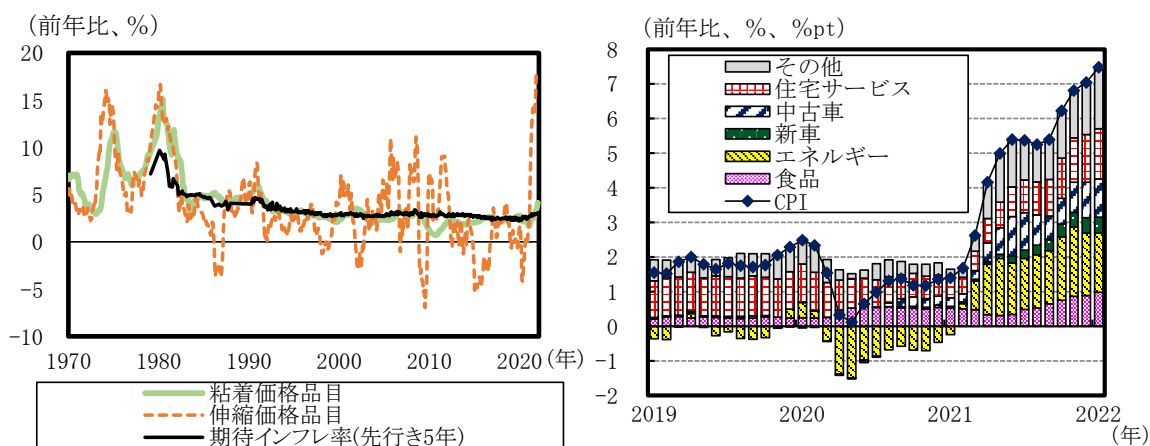 (前年比、%)
20
15
10
5
0
−5
−10
1970 1980 1990 2000 2010 2020 (年)
粘着価格品目
伸縮価格品目
期待インフレ率(先行き5年)
(前年比、%、%pt)
8
7
6
5
4
3
2
1
0
−1
−2
その他
住宅サービス
中古車
新車
エネルギー
食品
CPI
2019 2020 2021 2022
(年)